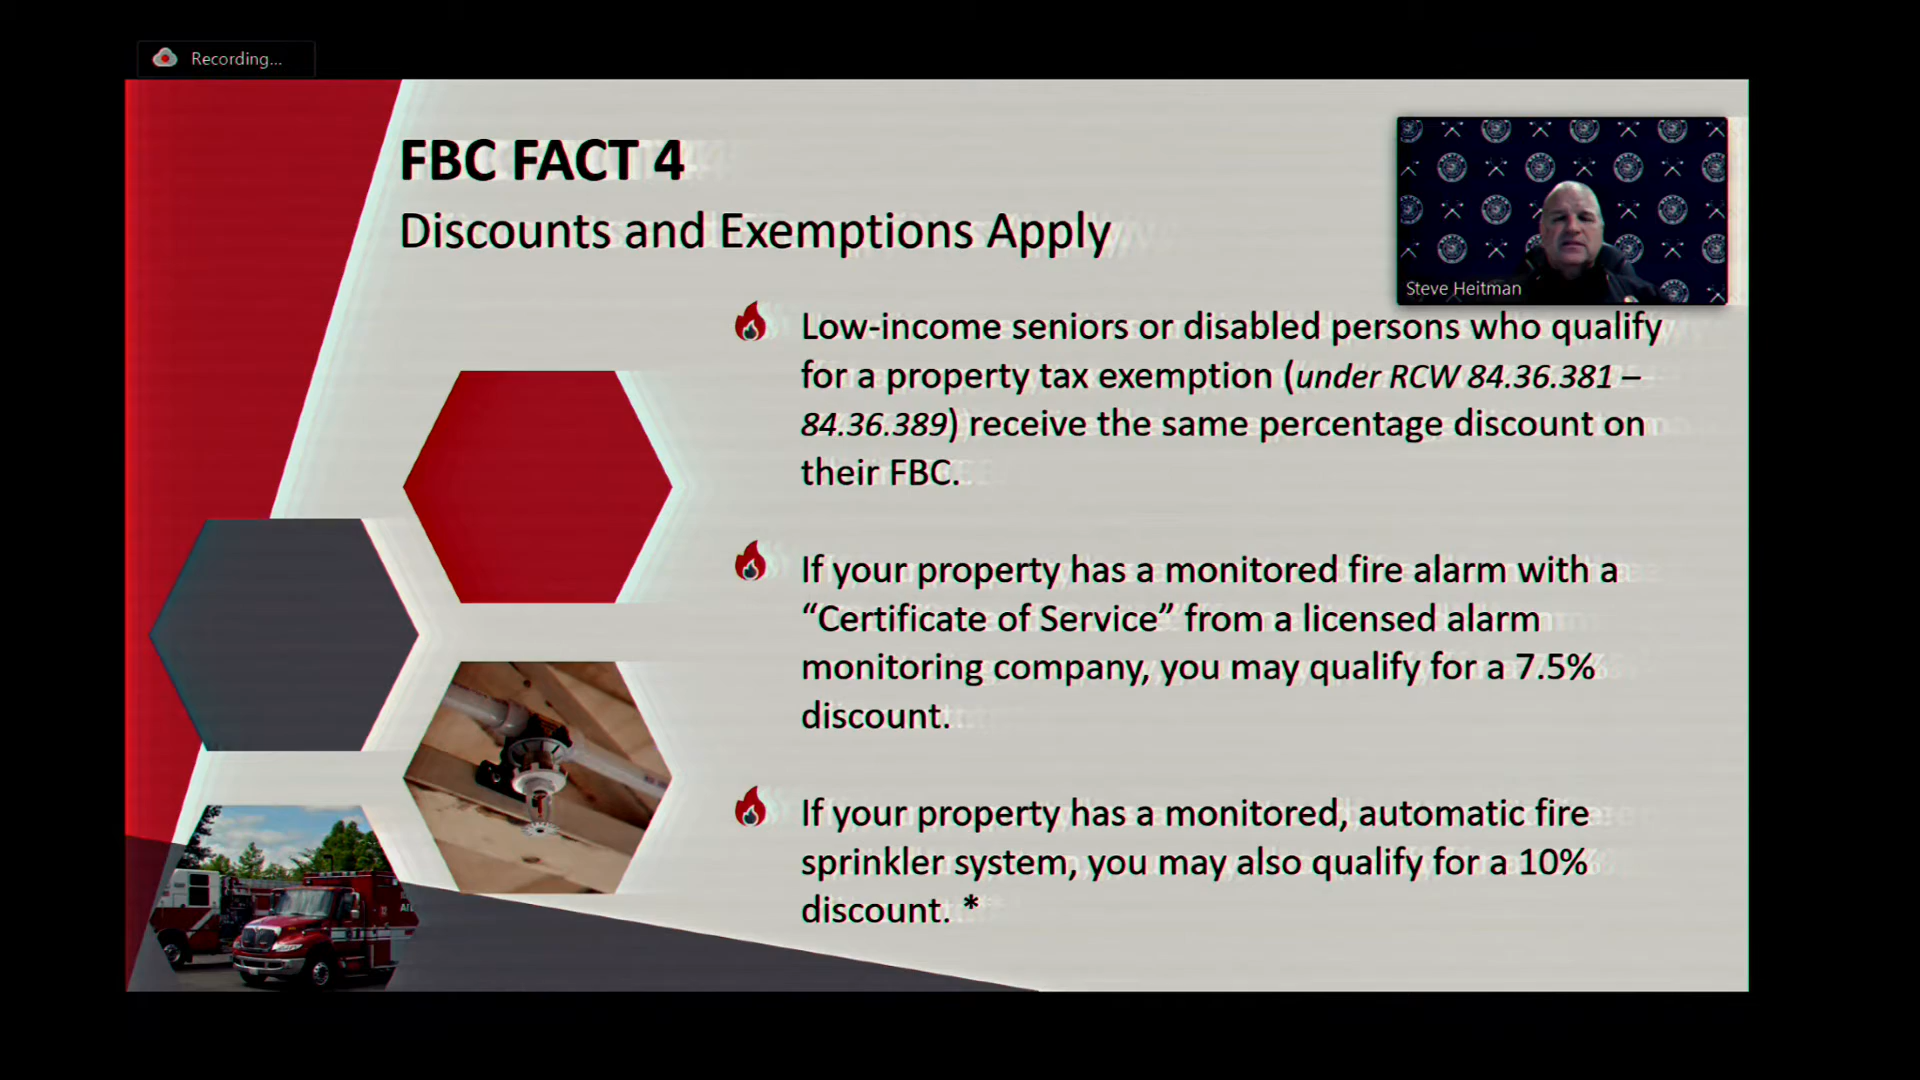 Recording...
FBC FACT 4
Discounts and Exemptions Apply
Steve Heitman
Low-income seniors or disabled persons who qualify
for a property tax exemption (under RCW 84.36.381 –
84.36.389) receive the same percentage discount on
their FBC.
If your property has a monitored fire alarm with a
“Certificate of Service” from a licensed alarm
monitoring company, you may qualify for a 7.5%
discount.
If your property has a monitored, automatic fire
sprinkler system, you may also qualify for a 10%
discount. *